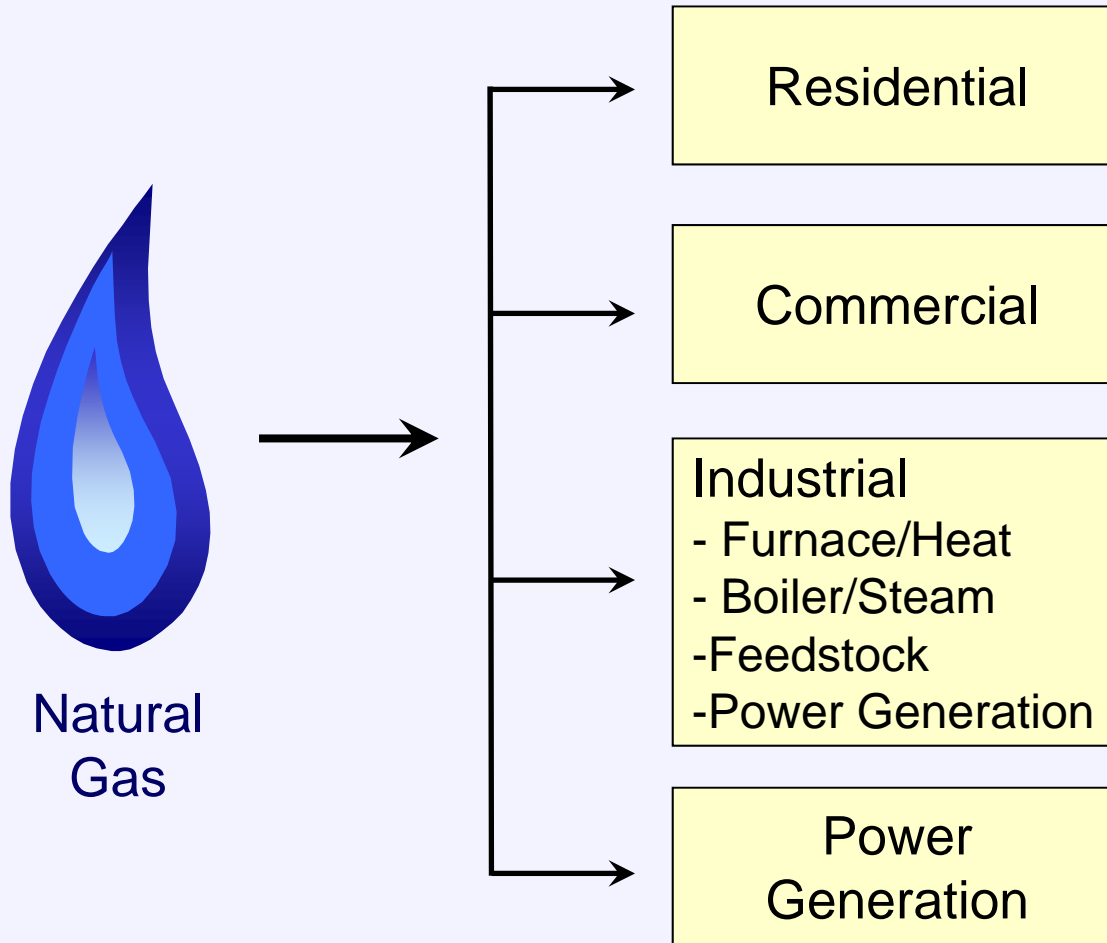 Residential
Commercial
Industrial
- Furnace/Heat
- Boiler/Steam
-Feedstock
-Power Generation
Natural
Gas
Power
Generation